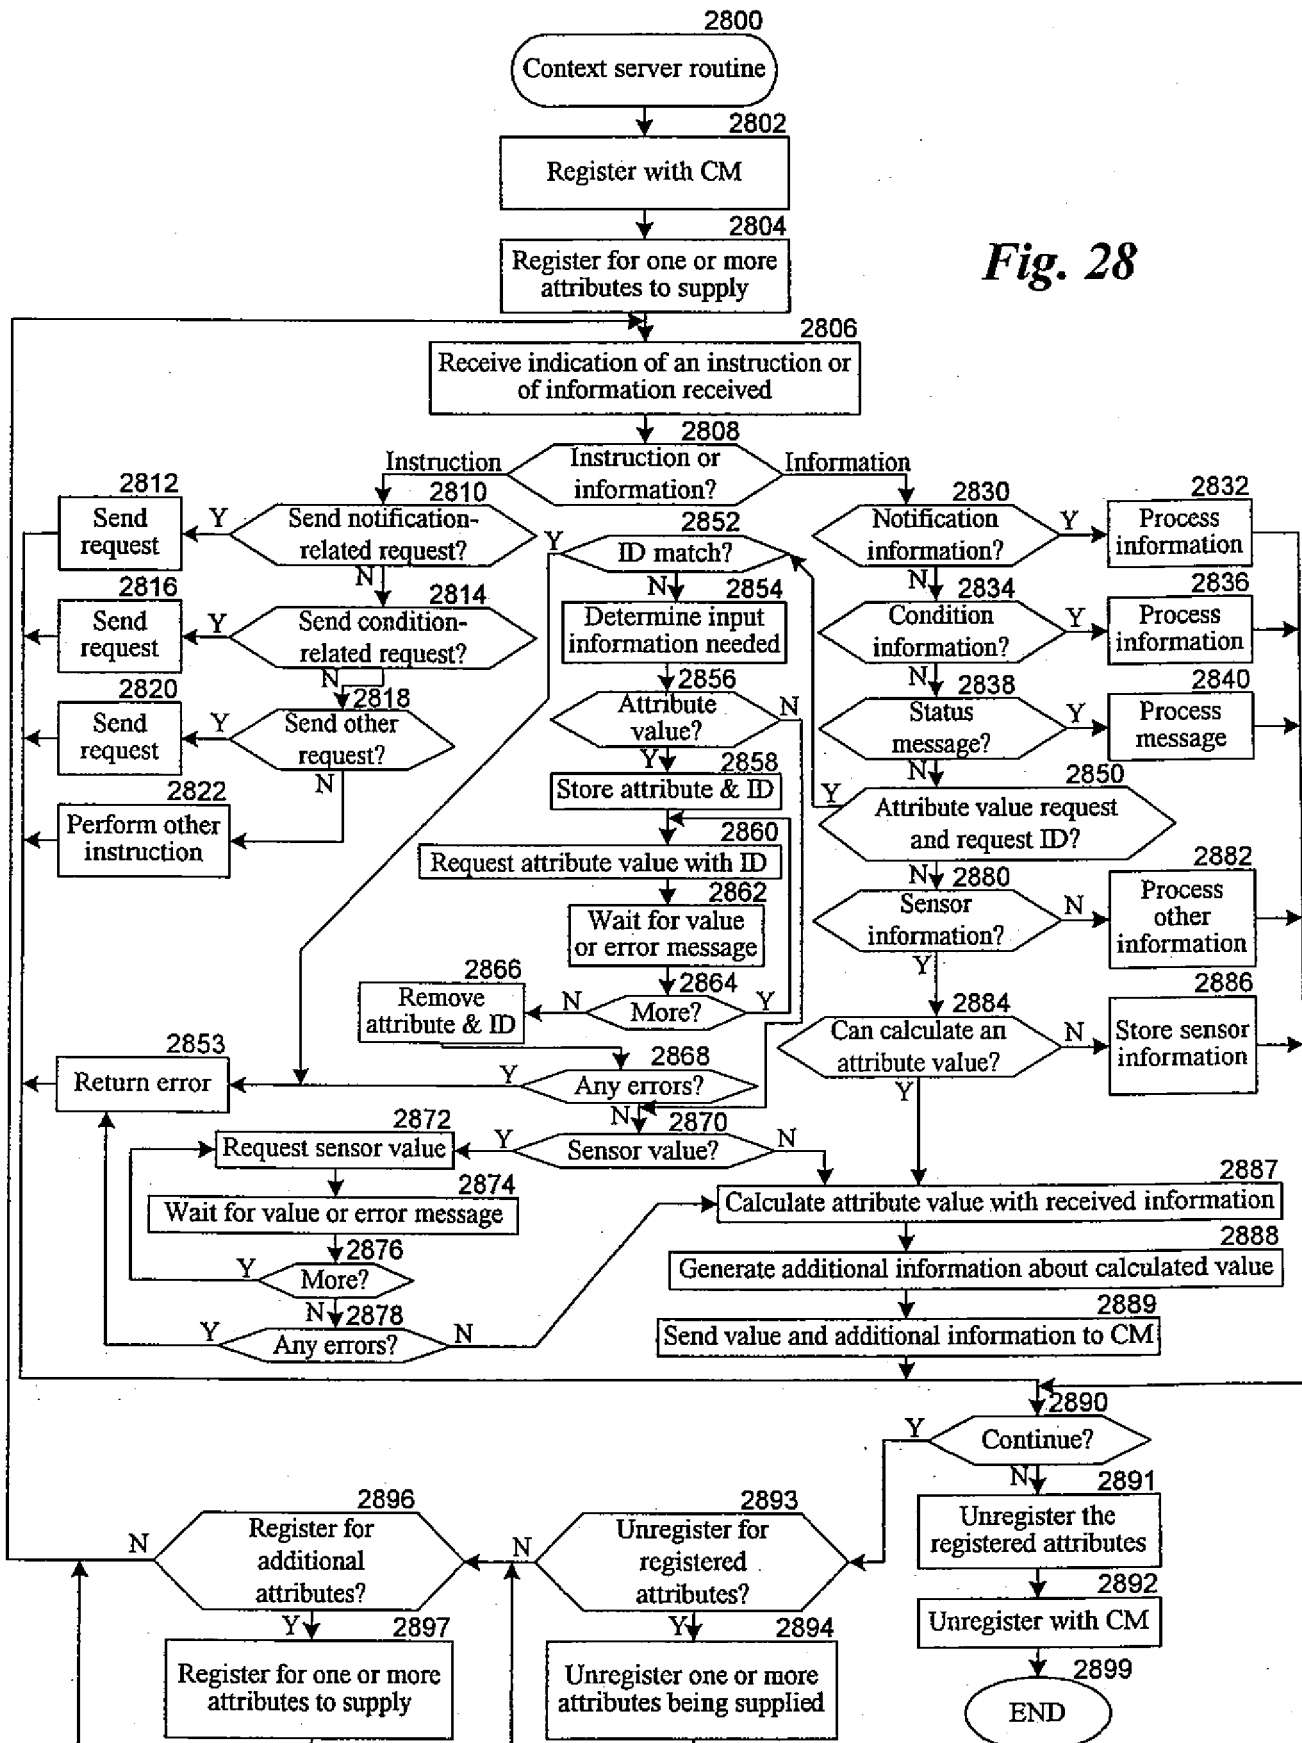 2800
Context server routine
2802
Register with CM
2804
Register for one or more
attributes to supply
Fig. 28
2806
Receive indication of an instruction or
of information received
2808
Instruction
Instruction or
information?
Information
2812
Send
request
Y
2810
Send notification-
related request?
N
2816
Send
request
Y
2814
Send condition-
related request?
N
2820
Send
request
Y
2818
Send other
request?
N
2822
Perform other
instruction
2830
Notification
information?
Y
2832
Process
information
N
2834
Condition
information?
Y
2836
Process
information
N
2838
Status
message?
Y
2840
Process
message
N
2850
Y
Attribute value request
and request ID?
N
2852
Y
ID match?
N
2854
Determine input
information needed
2856
Attribute
value?
N
Y
2858
Store attribute & ID
2860
Request attribute value with ID
2862
Wait for value
or error message
2864
More?
Y
N
2866
Remove
attribute & ID
2868
Any errors?
Y
2853
Return error
N
2870
Sensor value?
Y
N
2872
Request sensor value
2874
Wait for value or error message
2876
More?
Y
N
2878
Any errors?
Y
N
2880
Sensor
information?
N
2882
Process
other
information
Y
2884
Can calculate an
attribute value?
N
2886
Store sensor
information
Y
2887
Calculate attribute value with received information
2888
Generate additional information about calculated value
2889
Send value and additional information to CM
2890
Continue?
Y
N
2891
Unregister the
registered attributes
2892
Unregister with CM
2899
END
2893
Unregister for
registered
attributes?
N
Y
2894
Unregister one or more
attributes being supplied
2896
Register for
additional
attributes?
N
Y
2897
Register for one or more
attributes to supply